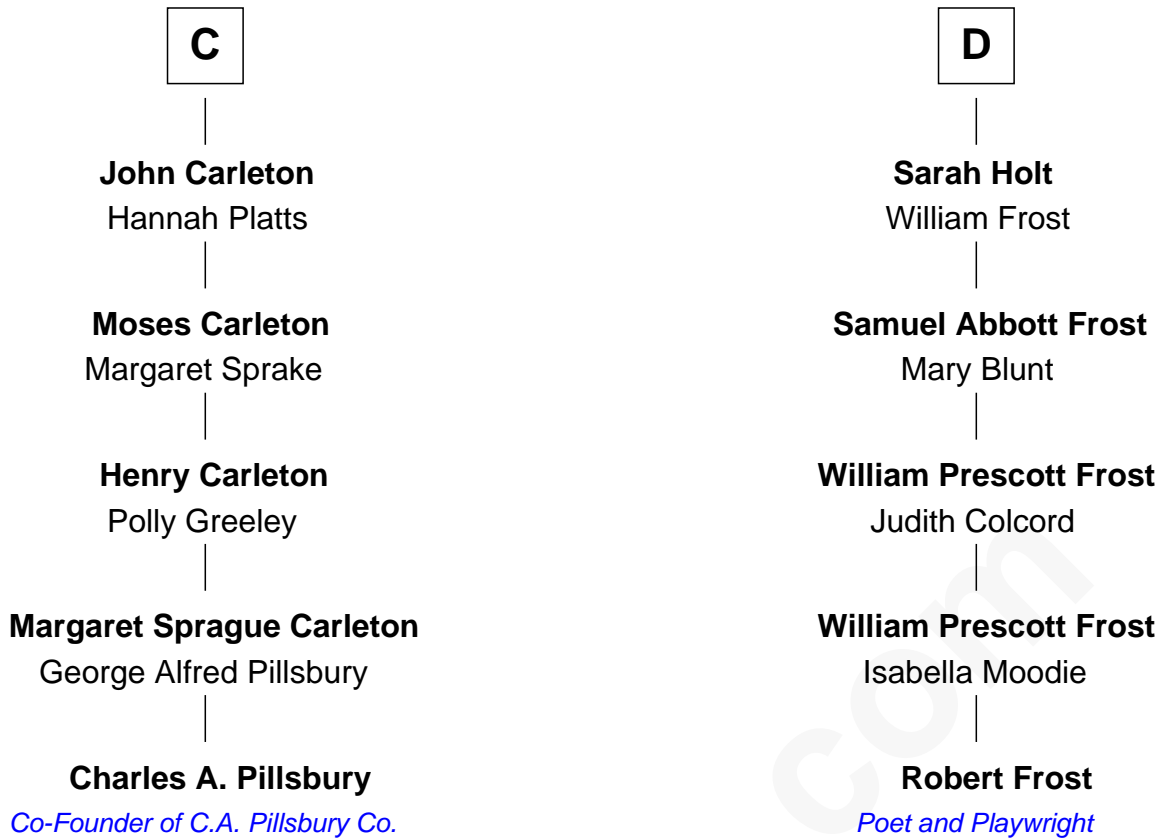 C
John Carleton
Hannah Platts
Moses Carleton
Margaret Sprake
Henry Carleton
Polly Greeley
Margaret Sprague Carleton
George Alfred Pillsbury
Charles A. Pillsbury
Co-Founder of C.A. Pillsbury Co.
D
Sarah Holt
William Frost
Samuel Abbott Frost
Mary Blunt
William Prescott Frost
Judith Colcord
William Prescott Frost
Isabella Moodie
Robert Frost
Poet and Playwright
com